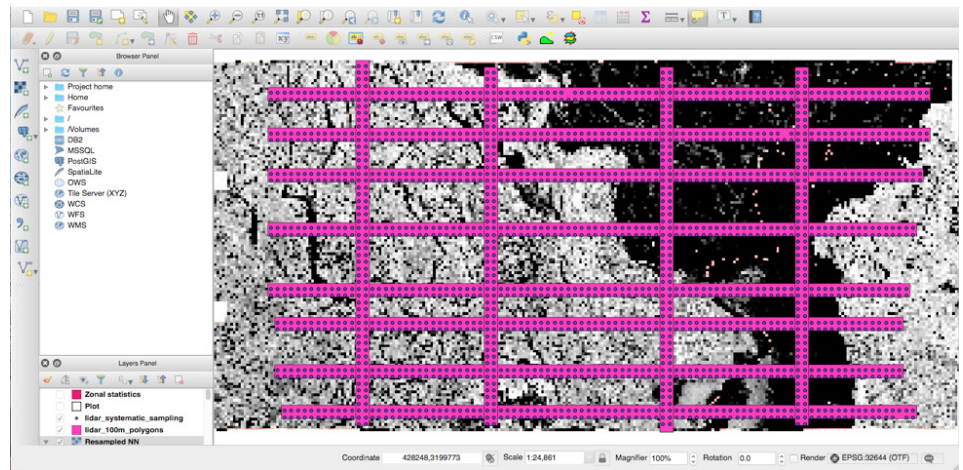 Browser Panel
Project home
Home
Favourites
/
/Volumes
DB2
MSSQL
PostGIS
SpatiaLite
OWS
Tile Server (XYZ)
WCS
WFS
WMS
Layers Panel
Zonal statistics
Plot
lidar_systematic_sampling
lidar_100m_polygons
Resampled NN
Coordinate 428248,3199773 Scale 1:24,861 Magnifier 100% Rotation 0.0 Render EPSG:32644 (OTF)